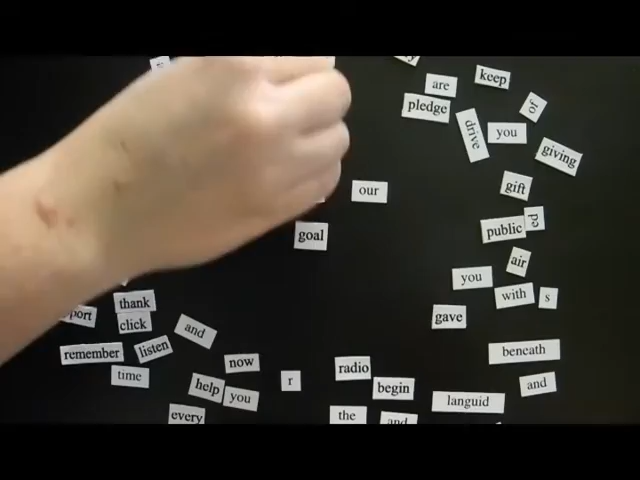 are
keep
pledge
of
drive
you
giving
our
gift
goal
public
ed
air
you
with
s
thank
click
gave
and
remember
listen
beneath
now
radio
time
r
help
you
begin
and
languid
every
the
and